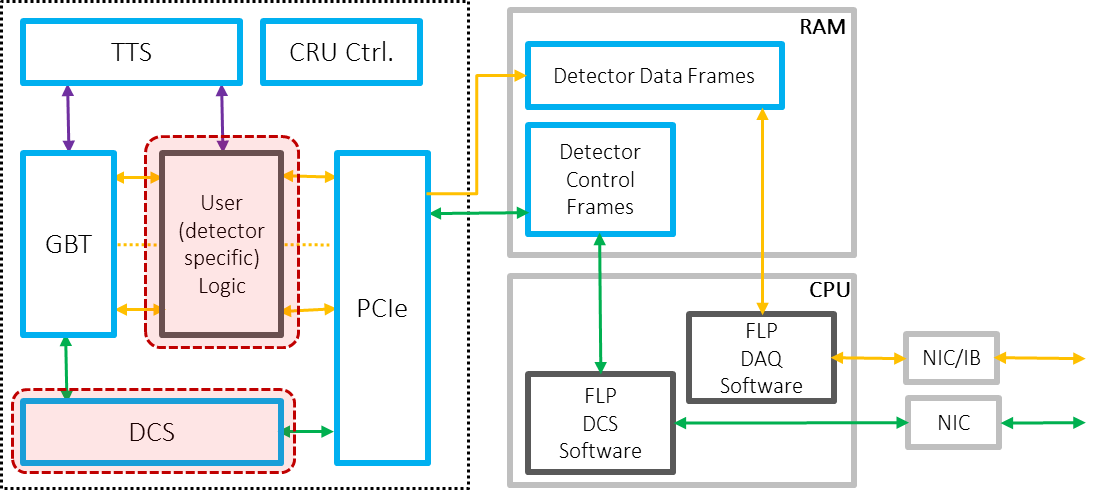 TTS
CRU Ctrl.
GBT
User
(detector
specific)
Logic
PCIe
DCS
RAM
Detector Data Frames
Detector
Control
Frames
CPU
FLP
DAQ
Software
FLP
DCS
Software
NIC/IB
NIC